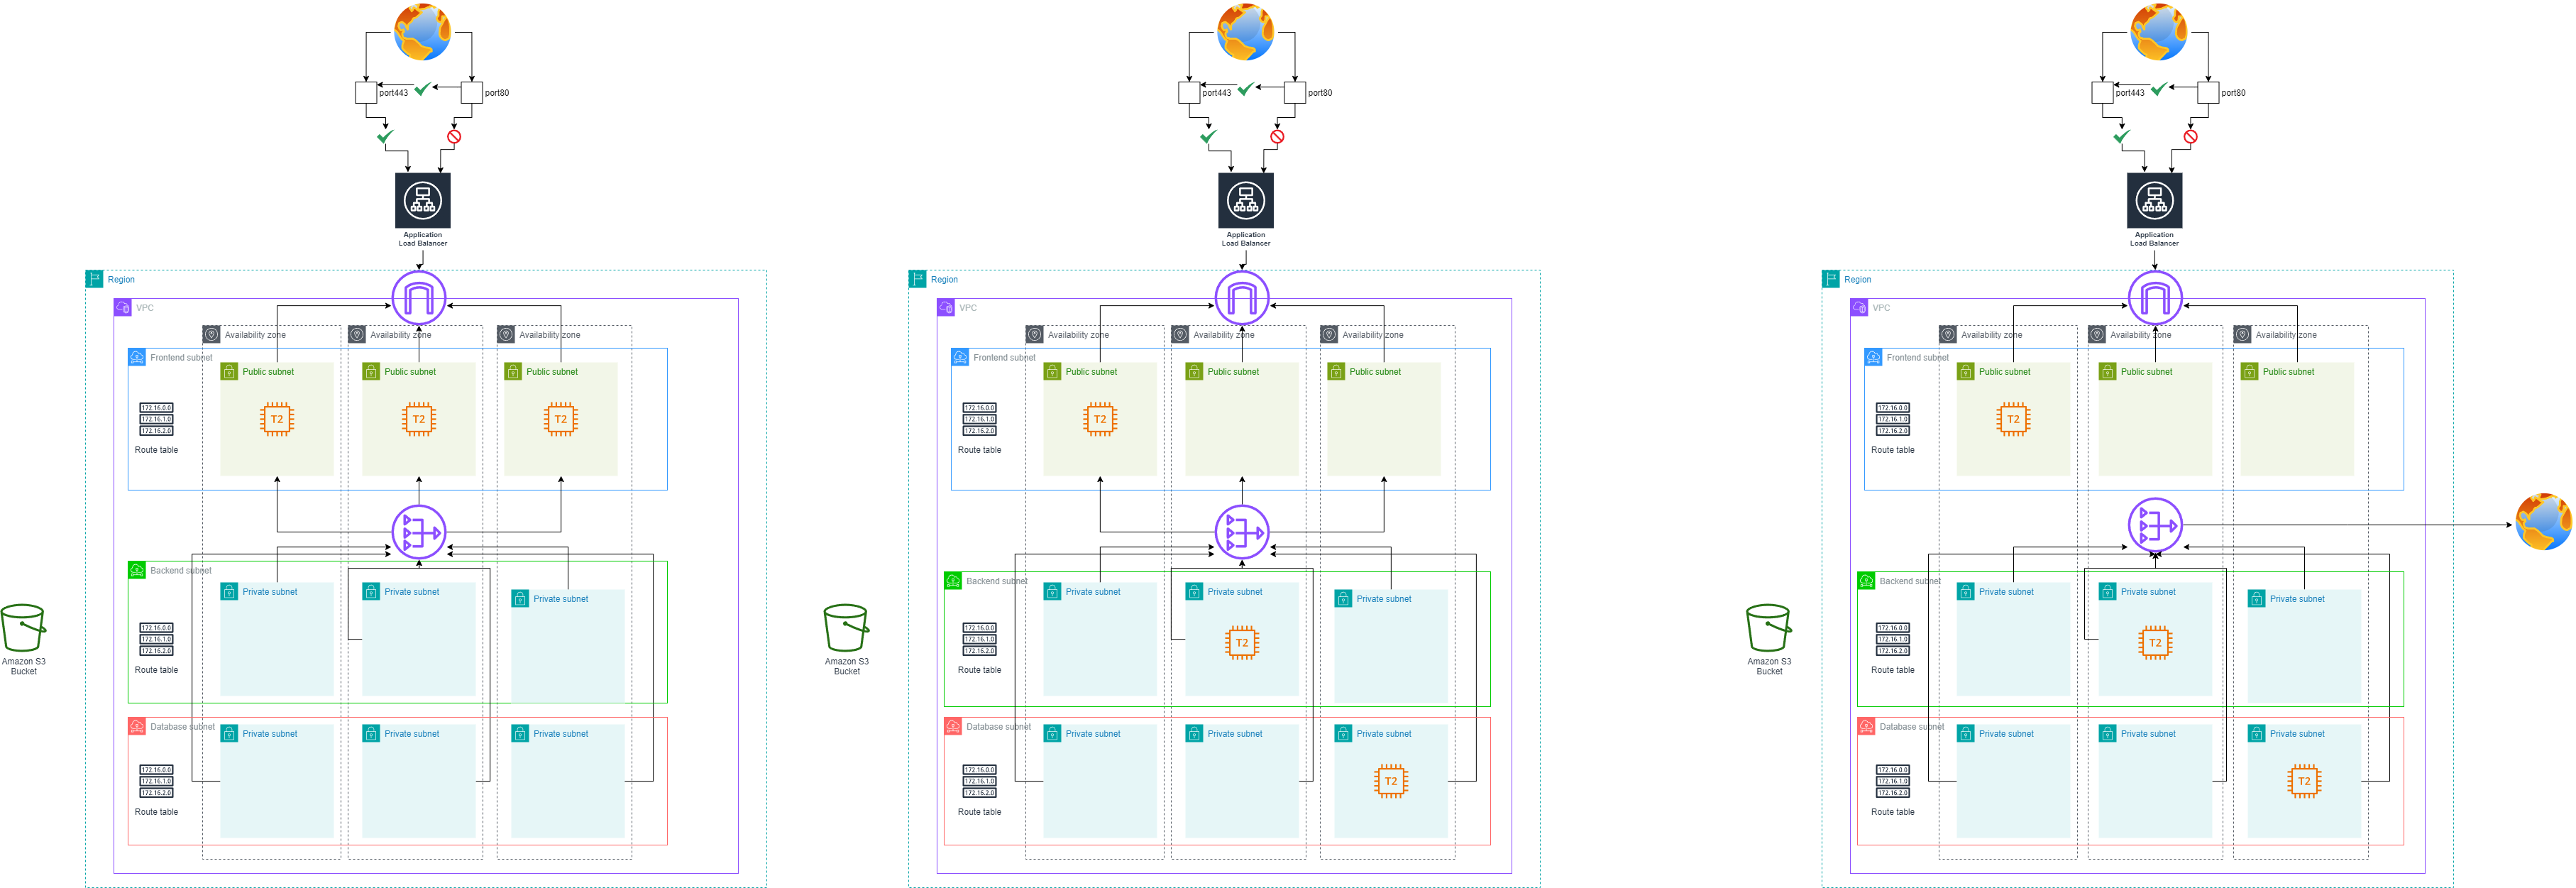 port443
port80
Application
Load Balancer
Region
VPC
Availability zone
Availability zone
Availability zone
Frontend subnet
Public subnet
Public subnet
Public subnet
T2
T2
T2
172.16.0.0
172.16.1.0
172.16.2.0
Route table
Backend subnet
Private subnet
Private subnet
Private subnet
172.16.0.0
172.16.1.0
172.16.2.0
Route table
Amazon S3
Bucket
Database subnet
Private subnet
Private subnet
Private subnet
172.16.0.0
172.16.1.0
172.16.2.0
Route table
port443
port80
Application
Load Balancer
Region
VPC
Availability zone
Availability zone
Availability zone
Frontend subnet
Public subnet
Public subnet
Public subnet
T2
172.16.0.0
172.16.1.0
172.16.2.0
Route table
Backend subnet
Private subnet
Private subnet
Private subnet
T2
172.16.0.0
172.16.1.0
172.16.2.0
Route table
Amazon S3
Bucket
Database subnet
Private subnet
Private subnet
Private subnet
T2
172.16.0.0
172.16.1.0
172.16.2.0
Route table
port443
port80
Application
Load Balancer
Region
VPC
Availability zone
Availability zone
Availability zone
Frontend subnet
Public subnet
Public subnet
Public subnet
T2
172.16.0.0
172.16.1.0
172.16.2.0
Route table
Backend subnet
Private subnet
Private subnet
Private subnet
T2
172.16.0.0
172.16.1.0
172.16.2.0
Route table
Amazon S3
Bucket
Database subnet
Private subnet
Private subnet
Private subnet
T2
172.16.0.0
172.16.1.0
172.16.2.0
Route table